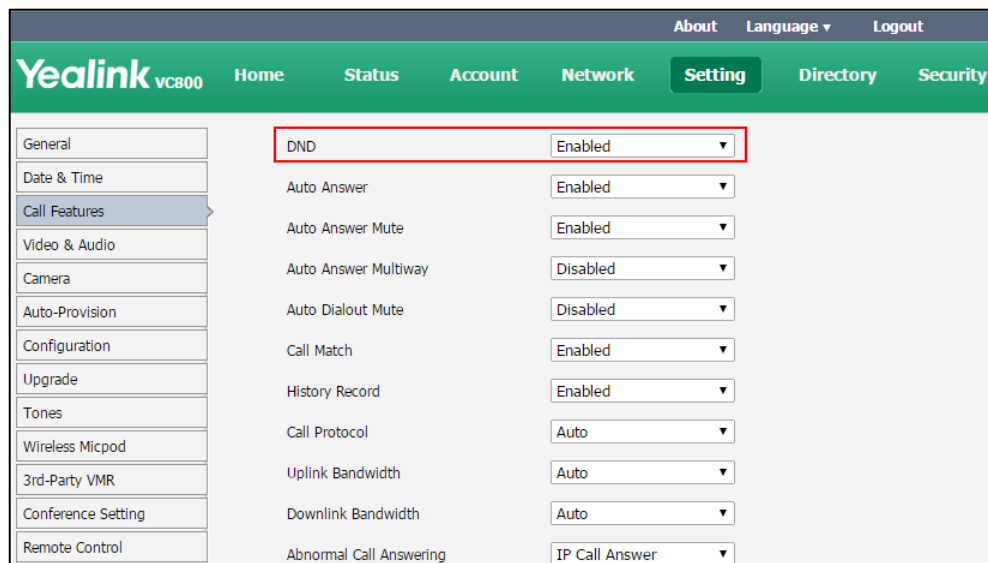 About Language ▾ Logout
Yealink VC800 Home Status Account Network Setting Directory Security
General
Date & Time
Call Features
Video & Audio
Camera
Auto-Provision
Configuration
Upgrade
Tones
Wireless Micpod
3rd-Party VMR
Conference Setting
Remote Control
DND Enabled
Auto Answer Enabled
Auto Answer Mute Enabled
Auto Answer Multiway Disabled
Auto Dialout Mute Disabled
Call Match Enabled
History Record Enabled
Call Protocol Auto
Uplink Bandwidth Auto
Downlink Bandwidth Auto
Abnormal Call Answering IP Call Answer